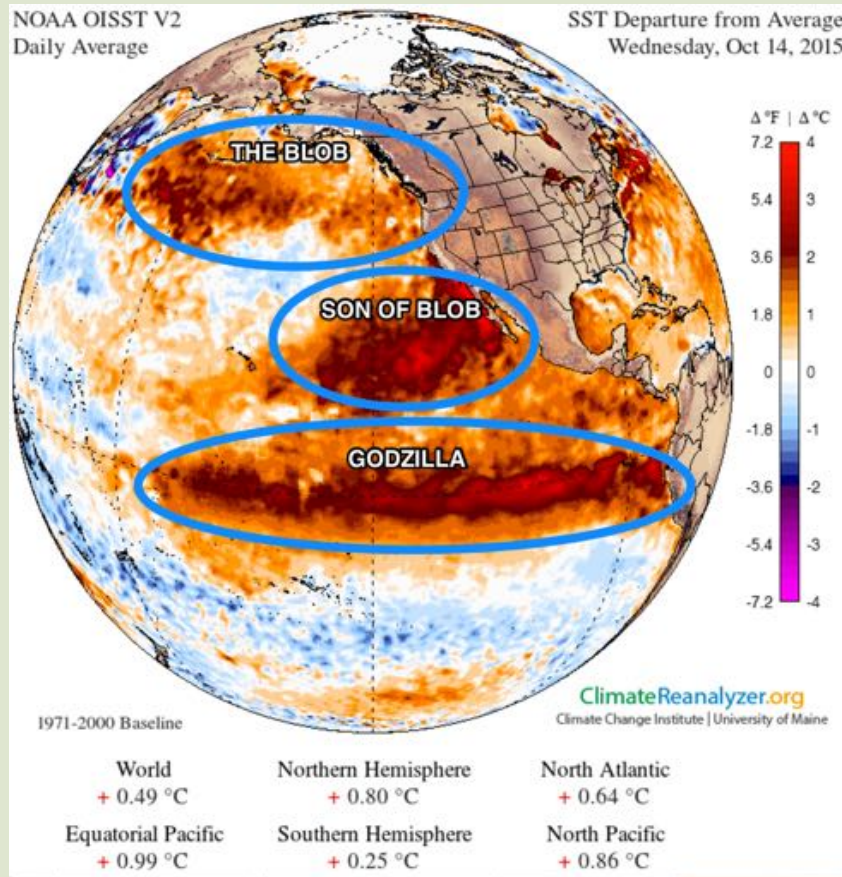 NOAA OISST V2
Daily Average
SST Departure from Average
Wednesday, Oct 14, 2015
THE BLOB
SON OF BLOB
GODZILLA
Δ °F | Δ °C
7.2 4
5.4 3
3.6 2
1.8 1
0 0
-1.8 -1
-3.6 -2
-5.4 -3
-7.2 -4
ClimateReanalyzer.org
Climate Change Institute | University of Maine
1971-2000 Baseline
World
+ 0.49 °C
Northern Hemisphere
+ 0.80 °C
North Atlantic
+ 0.64 °C
Equatorial Pacific
+ 0.99 °C
Southern Hemisphere
+ 0.25 °C
North Pacific
+ 0.86 °C